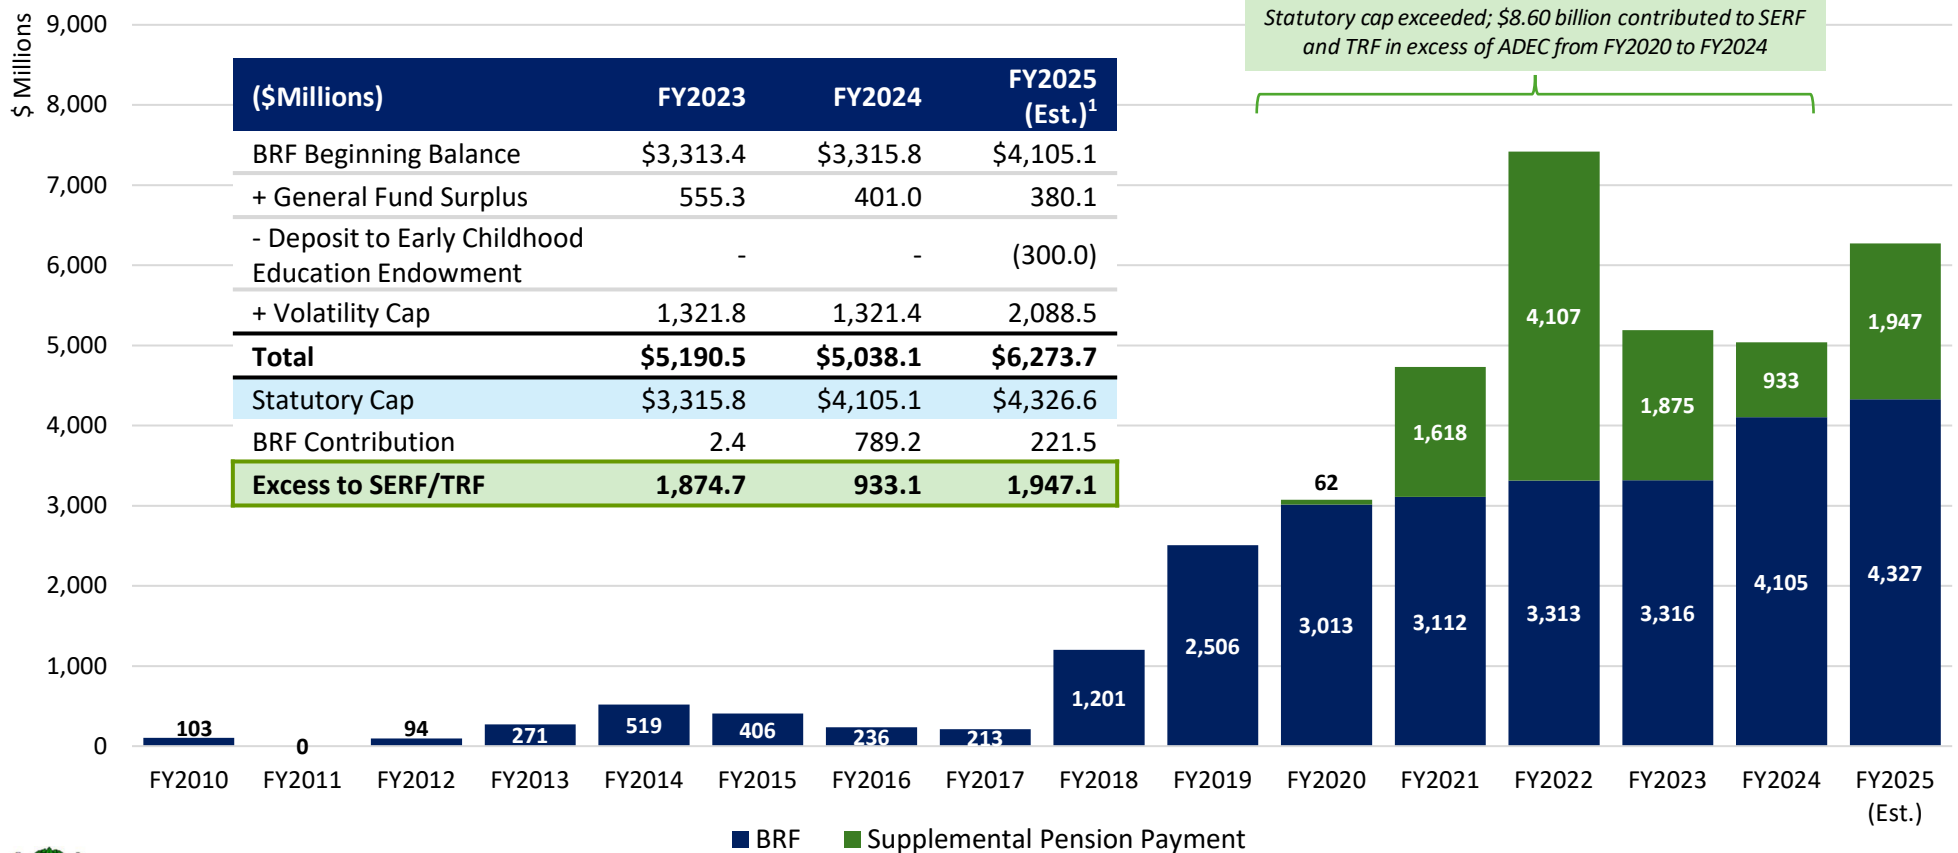 Statutory cap exceeded; $8.60 billion contributed to SERF
and TRF in excess of ADEC from FY2020 to FY2024
$ Millions
9,000
8,000
7,000
6,000
5,000
4,000
3,000
2,000
1,000
0
($Millions) FY2023 FY2024 FY2025 (Est.)¹
BRF Beginning Balance $3,313.4 $3,315.8 $4,105.1
+ General Fund Surplus 555.3 401.0 380.1
- Deposit to Early Childhood
Education Endowment - - (300.0)
+ Volatility Cap 1,321.8 1,321.4 2,088.5
Total $5,190.5 $5,038.1 $6,273.7
Statutory Cap $3,315.8 $4,105.1 $4,326.6
BRF Contribution 2.4 789.2 221.5
Excess to SERF/TRF 1,874.7 933.1 1,947.1
103
0
94
271
519
406
236
213
1,201
2,506
62
3,013
1,618
3,112
4,107
3,313
1,875
3,316
933
4,105
1,947
4,327
FY2010 FY2011 FY2012 FY2013 FY2014 FY2015 FY2016 FY2017 FY2018 FY2019 FY2020 FY2021 FY2022 FY2023 FY2024 FY2025
(Est.)
BRF Supplemental Pension Payment